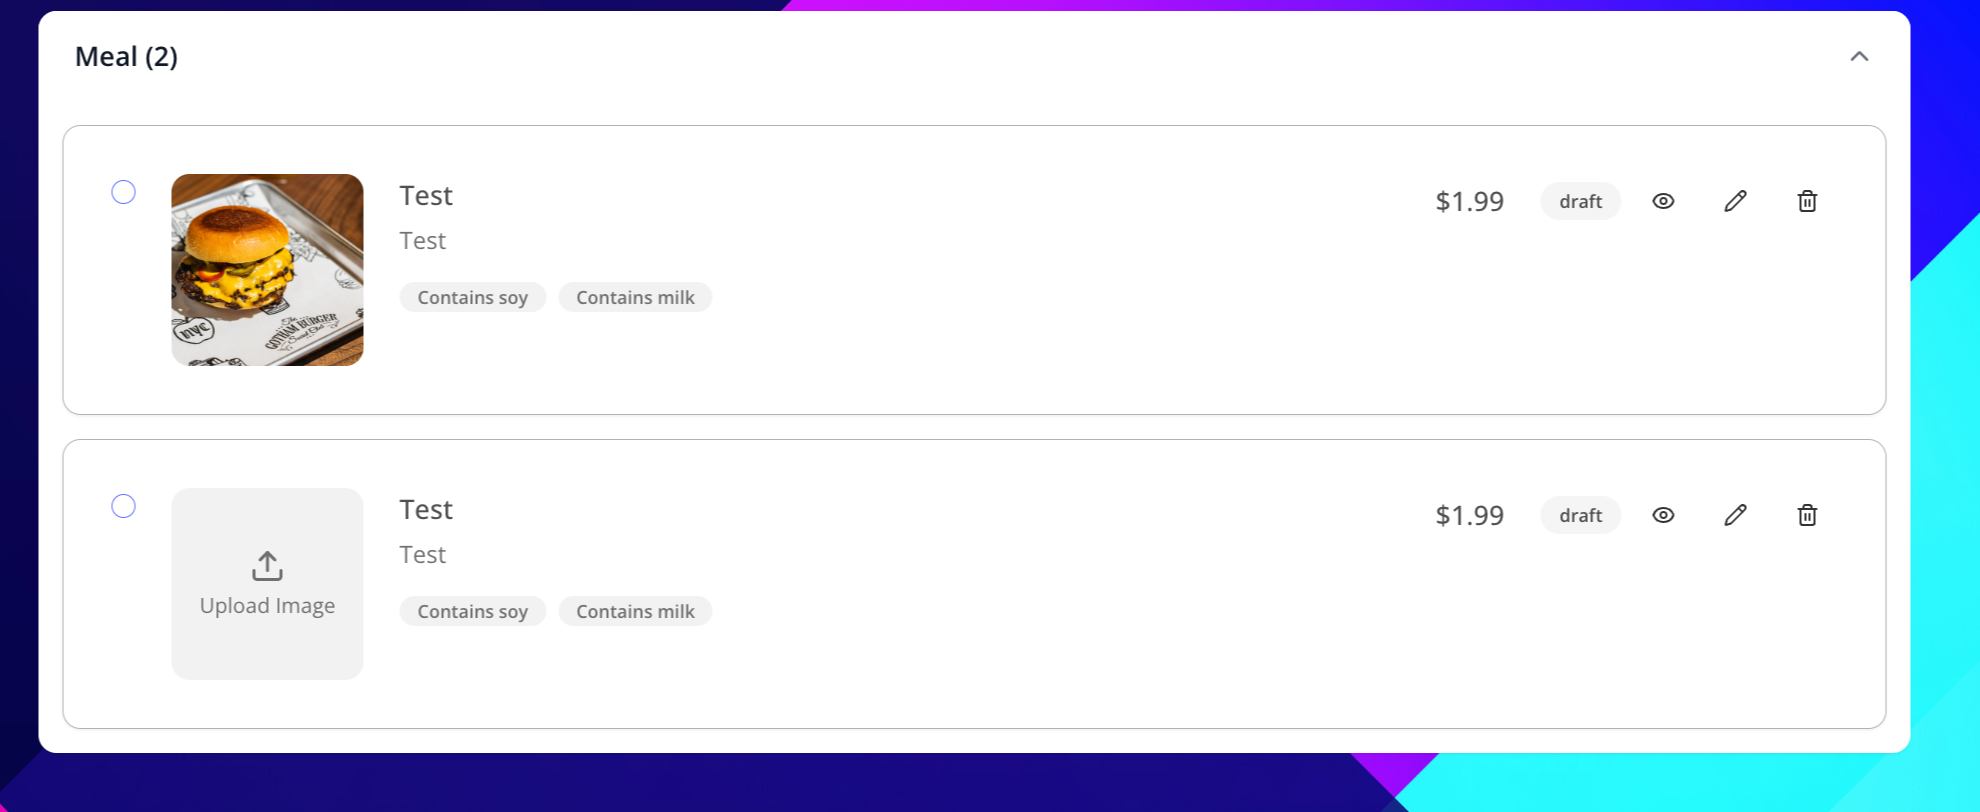 Meal (2)
Test
$1.99 draft
Test
Contains soy Contains milk
NYC
The
GOTHAM BURGER
Social Club
Test
$1.99 draft
Test
Upload Image
Contains soy Contains milk